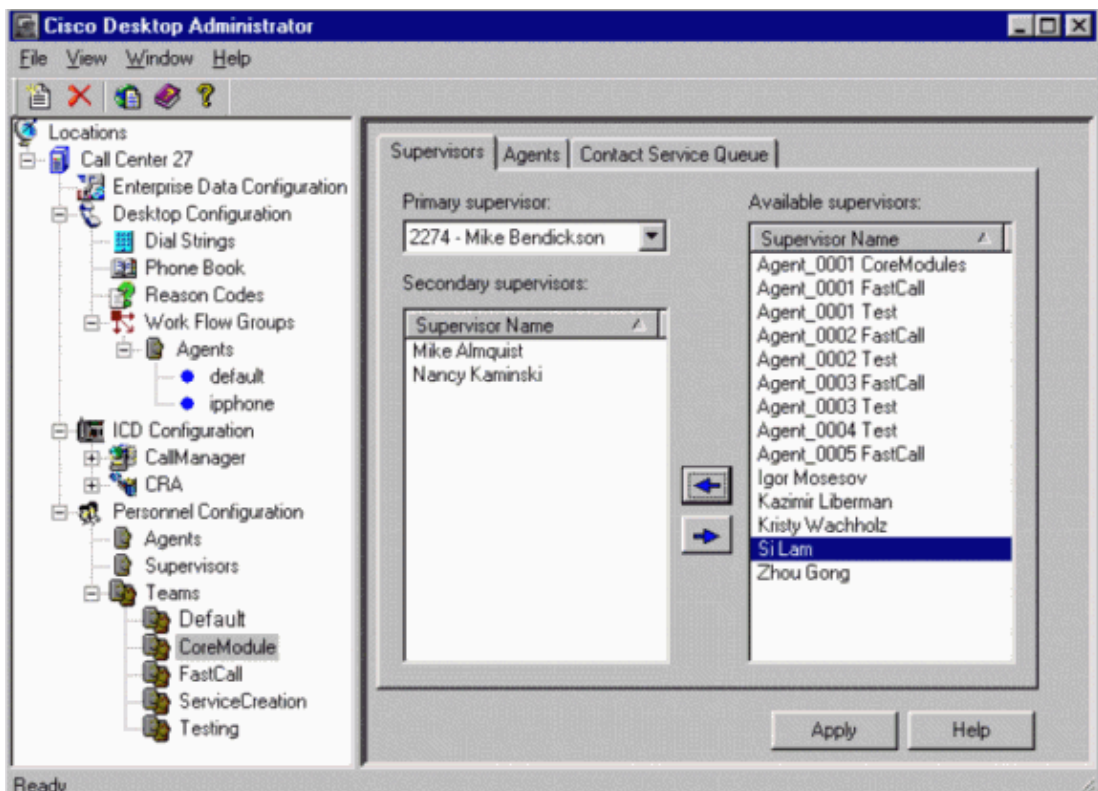 Cisco Desktop Administrator
File View Window Help
Locations
Call Center 27
Enterprise Data Configuration
Desktop Configuration
Dial Strings
Phone Book
Reason Codes
Work Flow Groups
Agents
default
ipphone
ICD Configuration
CallManager
CRA
Personnel Configuration
Agents
Supervisors
Teams
Default
CoreModule
FastCall
ServiceCreation
Testing
Supervisors Agents Contact Service Queue
Primary supervisor:
2274 - Mike Bendickson
Secondary supervisors:
Supervisor Name
Mike Almquist
Nancy Kaminski
Available supervisors:
Supervisor Name
Agent_0001 CoreModules
Agent_0001 FastCall
Agent_0001 Test
Agent_0002 FastCall
Agent_0002 Test
Agent_0003 FastCall
Agent_0003 Test
Agent_0004 Test
Agent_0005 FastCall
Igor Mosesov
Kazimir Liberman
Kristy Wachholz
Si Lam
Zhou Gong
Apply Help
Ready